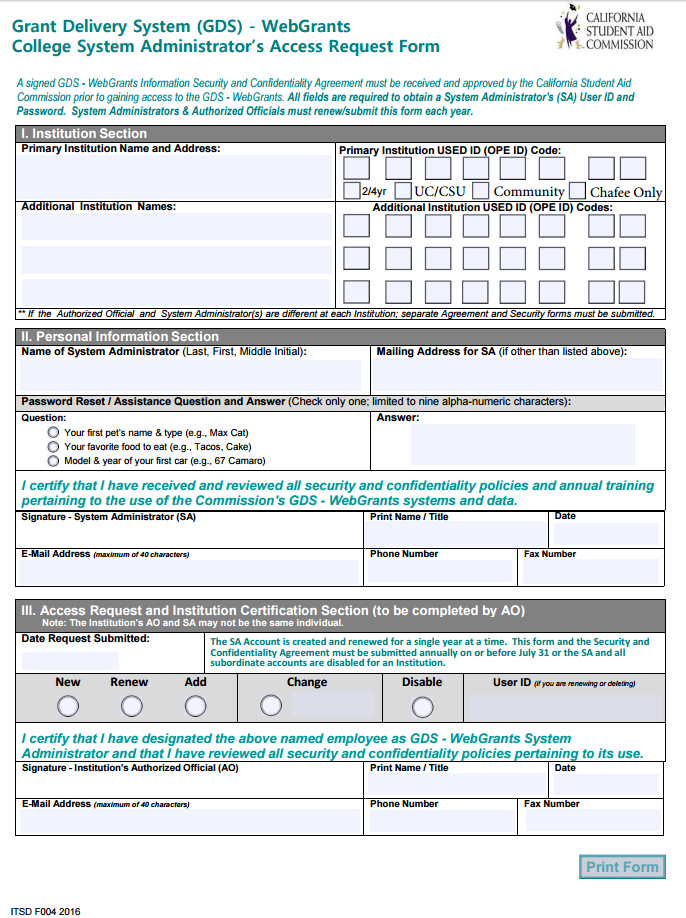 Grant Delivery System (GDS) - WebGrants
College System Administrator's Access Request Form
CALIFORNIA
STUDENT AID
COMMISSION
A signed GDS - WebGrants Information Security and Confidentiality Agreement must be received and approved by the California Student Aid
Commission prior to gaining access to the GDS - WebGrants. All fields are required to obtain a System Administrator's (SA) User ID and
Password. System Administrators & Authorized Officials must renew/submit this form each year.
I. Institution Section
Primary Institution Name and Address:
Primary Institution USED ID (OPE ID) Code:
2/4yr UC/CSU Community Chafee Only
Additional Institution Names:
Additional Institution USED ID (OPE ID) Codes:
** If the Authorized Official and System Administrator(s) are different at each Institution; separate Agreement and Security forms must be submitted.
II. Personal Information Section
Name of System Administrator (Last, First, Middle Initial):
Mailing Address for SA (if other than listed above):
Password Reset / Assistance Question and Answer (Check only one; limited to nine alpha-numeric characters):
Question:
Answer:
Your first pet's name & type (e.g., Max Cat)
Your favorite food to eat (e.g., Tacos, Cake)
Model & year of your first car (e.g., 67 Camaro)
I certify that I have received and reviewed all security and confidentiality policies and annual training
pertaining to the use of the Commission's GDS - WebGrants systems and data.
Signature - System Administrator (SA) Print Name / Title Date
E-Mail Address (maximum of 40 characters) Phone Number Fax Number
III. Access Request and Institution Certification Section (to be completed by AO)
Note: The Institution's AO and SA may not be the same individual.
Date Request Submitted:
The SA Account is created and renewed for a single year at a time. This form and the Security and
Confidentiality Agreement must be submitted annually on or before July 31 or the SA and all
subordinate accounts are disabled for an Institution.
New Renew Add Change Disable User ID (if you are renewing or deleting)
I certify that I have designated the above named employee as GDS - WebGrants System
Administrator and that I have reviewed all security and confidentiality policies pertaining to its use.
Signature - Institution's Authorized Official (AO) Print Name / Title Date
E-Mail Address (maximum of 40 characters) Phone Number Fax Number
Print Form
ITSD F004 2016